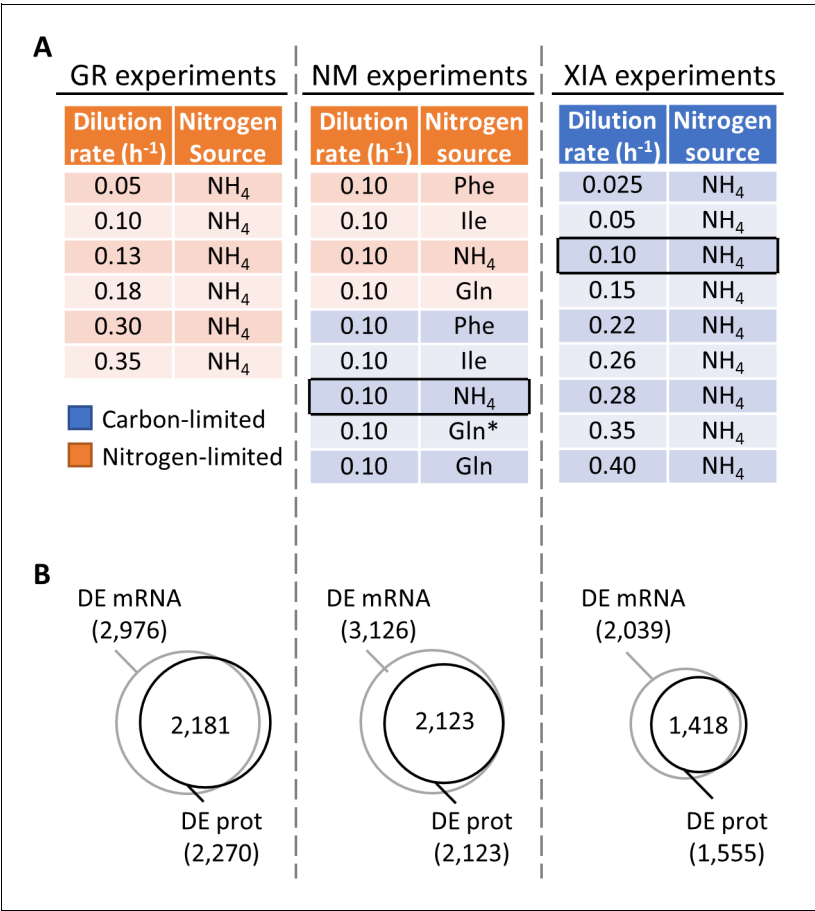 A
GR experiments
Dilution rate (h-1) Nitrogen Source
0.05 NH4
0.10 NH4
0.13 NH4
0.18 NH4
0.30 NH4
0.35 NH4
Carbon-limited
Nitrogen-limited
NM experiments
Dilution rate (h-1) Nitrogen source
0.10 Phe
0.10 Ile
0.10 NH4
0.10 Gln
0.10 Phe
0.10 Ile
0.10 NH4
0.10 Gln*
0.10 Gln
XIA experiments
Dilution rate (h-1) Nitrogen source
0.025 NH4
0.05 NH4
0.10 NH4
0.15 NH4
0.22 NH4
0.26 NH4
0.28 NH4
0.35 NH4
0.40 NH4
B
DE mRNA
(2,976)
2,181
DE prot
(2,270)
DE mRNA
(3,126)
2,123
DE prot
(2,123)
DE mRNA
(2,039)
1,418
DE prot
(1,555)